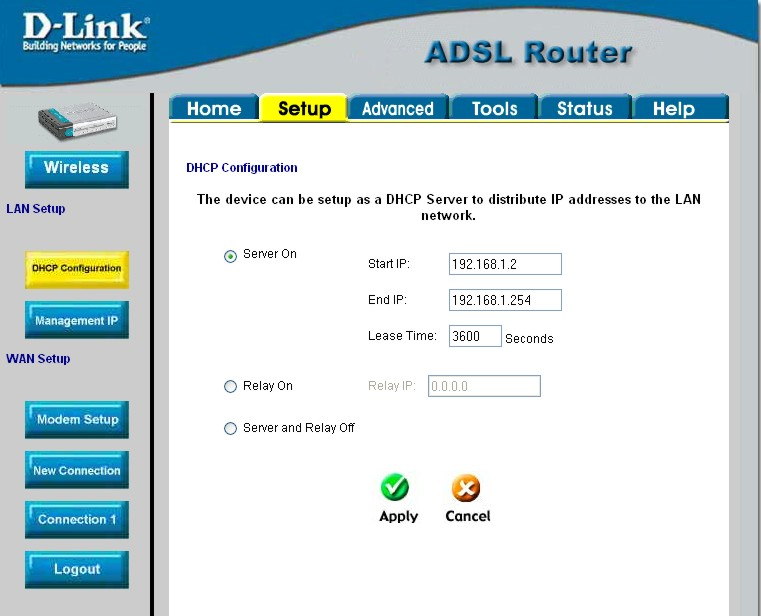 D-Link®
Building Networks for People
ADSL Router
Home Setup Advanced Tools Status Help
Wireless
LAN Setup
DHCP Configuration
Management IP
WAN Setup
Modem Setup
New Connection
Connection 1
Logout
DHCP Configuration
The device can be setup as a DHCP Server to distribute IP addresses to the LAN
network.
Server On
Start IP: 192.168.1.2
End IP: 192.168.1.254
Lease Time: 3600 Seconds
Relay On Relay IP: 0.0.0.0
Server and Relay Off
Apply Cancel